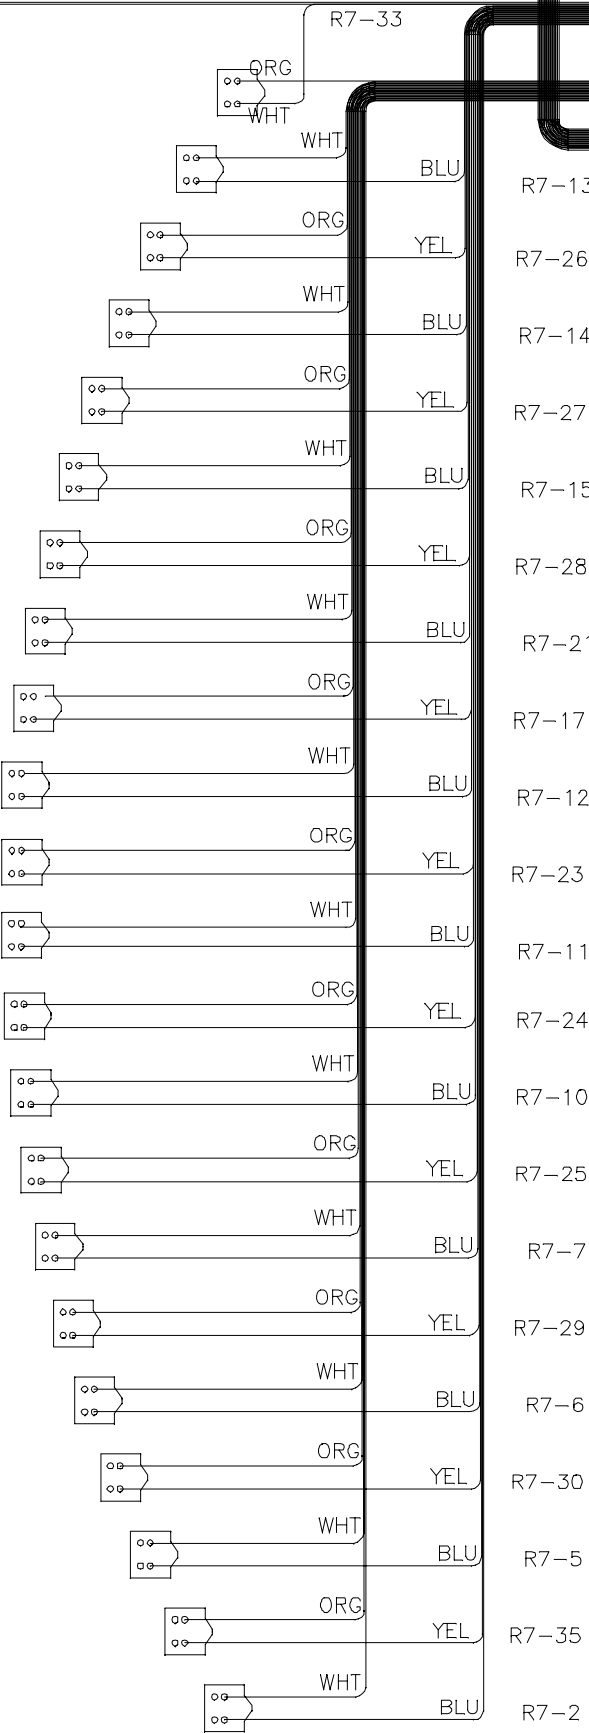 R7-33
ORG
WHT
WHT
BLU
R7-13
ORG
YEL
R7-26
WHT
BLU
R7-14
ORG
YEL
R7-27
WHT
BLU
R7-15
ORG
YEL
R7-28
WHT
BLU
R7-21
ORG
YEL
R7-17
WHT
BLU
R7-12
ORG
YEL
R7-23
WHT
BLU
R7-11
ORG
YEL
R7-24
WHT
BLU
R7-10
ORG
YEL
R7-25
WHT
BLU
R7-7
ORG
YEL
R7-29
WHT
BLU
R7-6
ORG
YEL
R7-30
WHT
BLU
R7-5
ORG
YEL
R7-35
WHT
BLU
R7-2